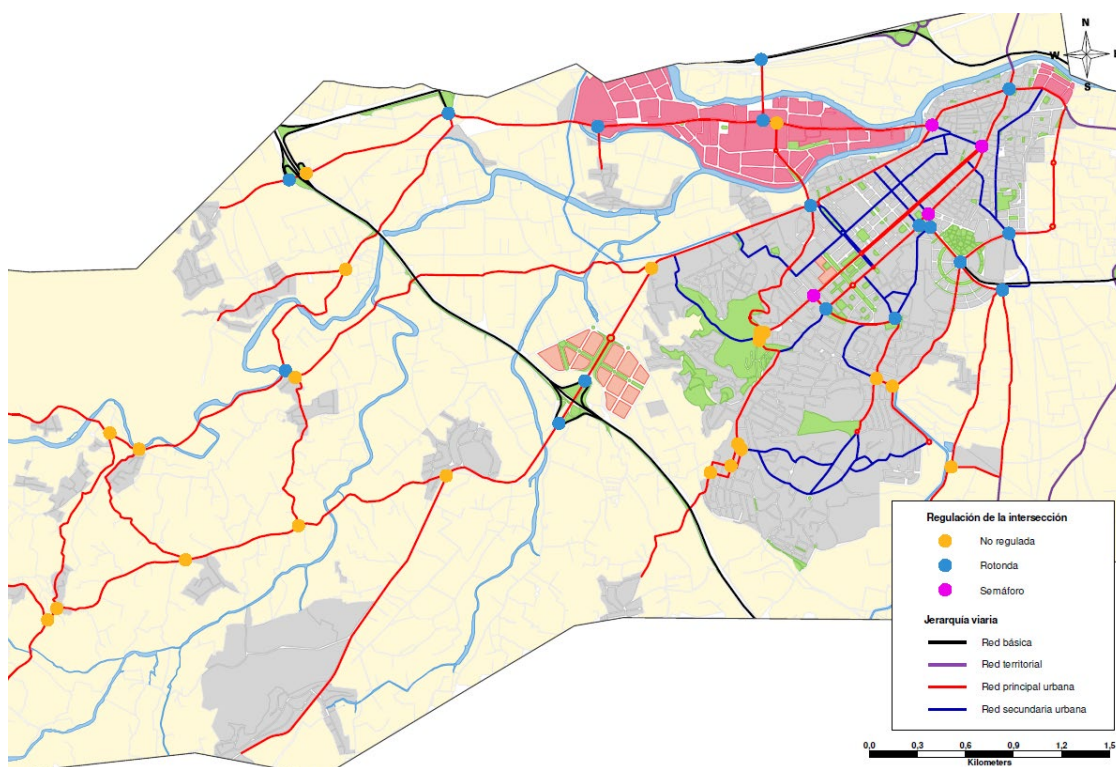 N
W
E
S
Regulación de la intersección
No regulada
Rotonda
Semáforo
Jerarquía viaria
Red básica
Red territorial
Red principal urbana
Red secundaria urbana
0,0 0,3 0,6 0,9 1,2 1,5
Kilometers